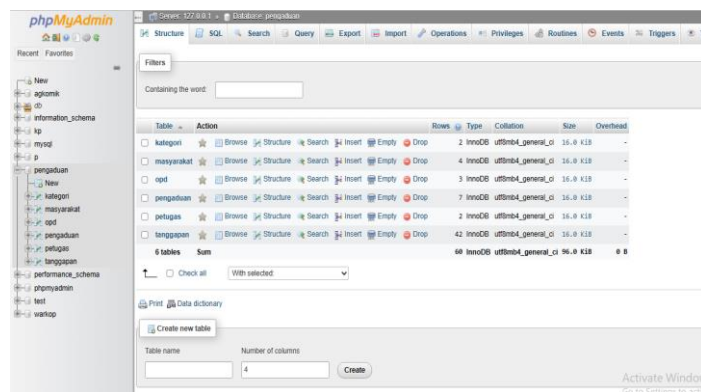 phpMyAdmin
Recent Favorites
New
agkomik
db
information_schema
kp
mysql
p
pengaduan
New
kategori
masyarakat
opd
pengaduan
petugas
tanggapan
performance_schema
phpmyadmin
test
warkop
Server: 127.0.0.1 » Database: pengaduan
Structure SQL Search Query Export Import Operations Privileges Routines Events Triggers
Filters
Containing the word:
Table Action Rows Type Collation Size Overhead
kategori Browse Structure Search Insert Empty Drop 2 InnoDB utf8mb4_general_ci 16.0 KiB -
masyarakat Browse Structure Search Insert Empty Drop 4 InnoDB utf8mb4_general_ci 16.0 KiB -
opd Browse Structure Search Insert Empty Drop 3 InnoDB utf8mb4_general_ci 16.0 KiB -
pengaduan Browse Structure Search Insert Empty Drop 7 InnoDB utf8mb4_general_ci 16.0 KiB -
petugas Browse Structure Search Insert Empty Drop 2 InnoDB utf8mb4_general_ci 16.0 KiB -
tanggapan Browse Structure Search Insert Empty Drop 42 InnoDB utf8mb4_general_ci 16.0 KiB -
6 tables Sum 60 InnoDB utf8mb4_general_ci 96.0 KiB 0 B
Check all With selected:
Print Data dictionary
Create new table
Table name Number of columns
4 Create
Activate Window